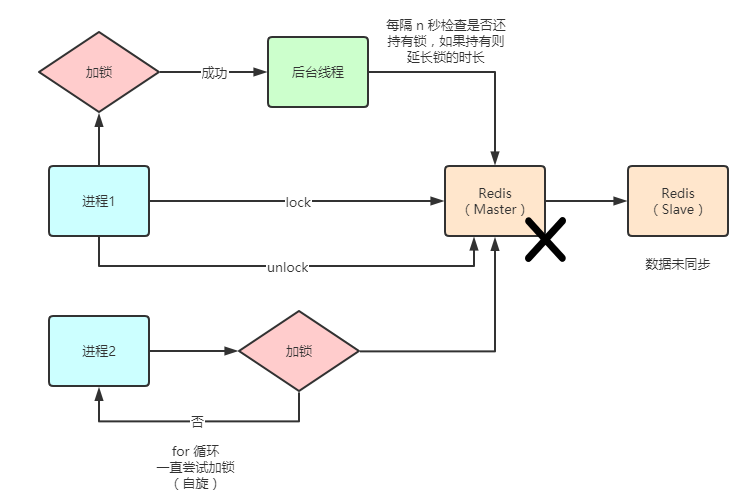 每隔 n 秒检查是否还
持有锁，如果持有则
延长锁的时长
加锁
成功
后台线程
进程1
lock
Redis
（Master）
Redis
（Slave）
unlock
数据未同步
进程2
加锁
否
for 循环
一直尝试加锁
（自旋）